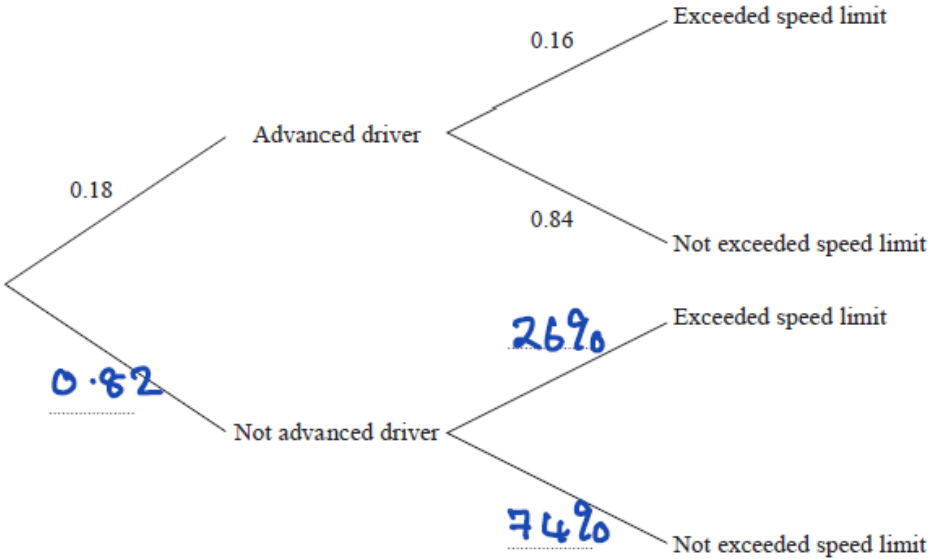 Exceeded speed limit
0.16
Advanced driver
0.18
0.84
Not exceeded speed limit
Exceeded speed limit
26%
0.82
Not advanced driver
74%
Not exceeded speed limit